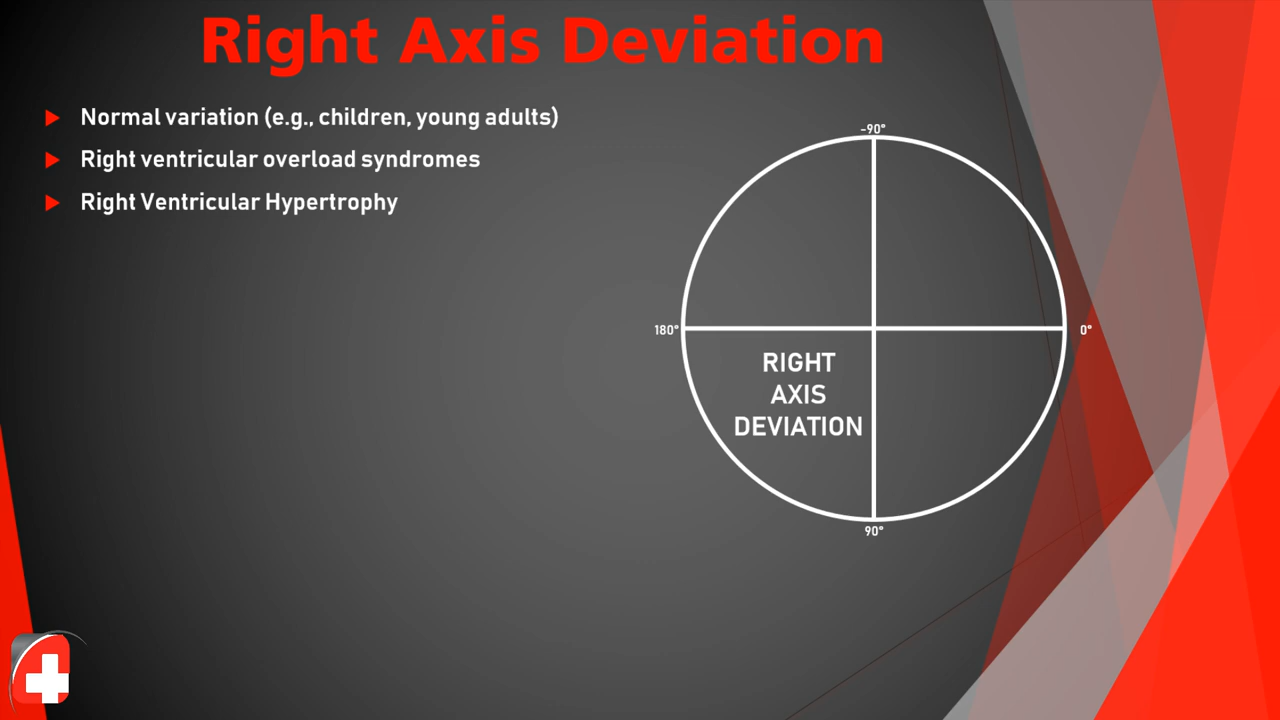 Right Axis Deviation
Normal variation (e.g., children, young adults)
Right ventricular overload syndromes
Right Ventricular Hypertrophy
-90°
180°
0°
RIGHT
AXIS
DEVIATION
90°